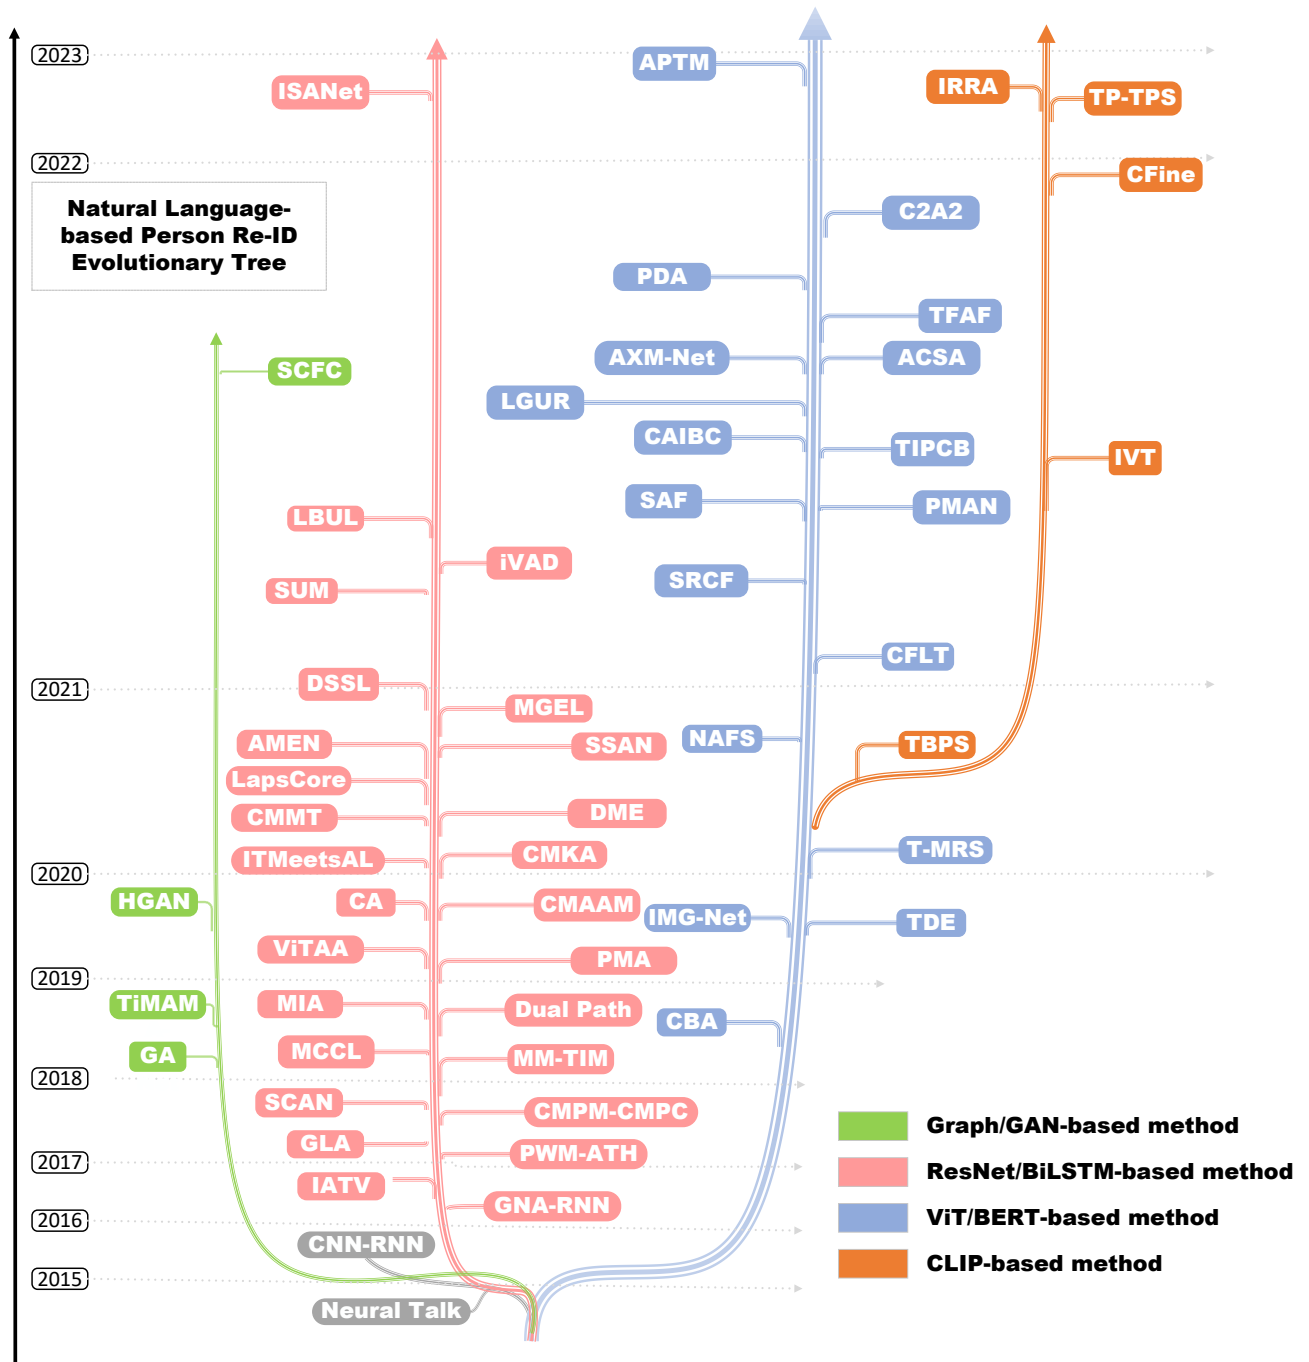 2023
APTM
ISANet
IRRA
TP-TPS
2022
CFine
Natural Language-
based Person Re-ID
Evolutionary Tree
C2A2
PDA
TFAF
AXM-Net
ACSA
SCFC
LGUR
CAIBC
TIPCB
IVT
SAF
PMAN
LBUL
iVAD
SRCF
SUM
CFLT
DSSL
2021
MGEL
NAFS
AMEN
SSAN
TBPS
LapsCore
CMMT
DME
T-MRS
ITMeetsAL
CMKA
2020
HGAN
CA
CMAAM
IMG-Net
TDE
ViTAA
PMA
2019
TiMAM
MIA
Dual Path
CBA
GA
MCCL
MM-TIM
2018
SCAN
CMPM-CMPC
Graph/GAN-based method
GLA
PWM-ATH
2017
ResNet/BiLSTM-based method
IATV
GNA-RNN
2016
ViT/BERT-based method
CNN-RNN
CLIP-based method
2015
Neural Talk